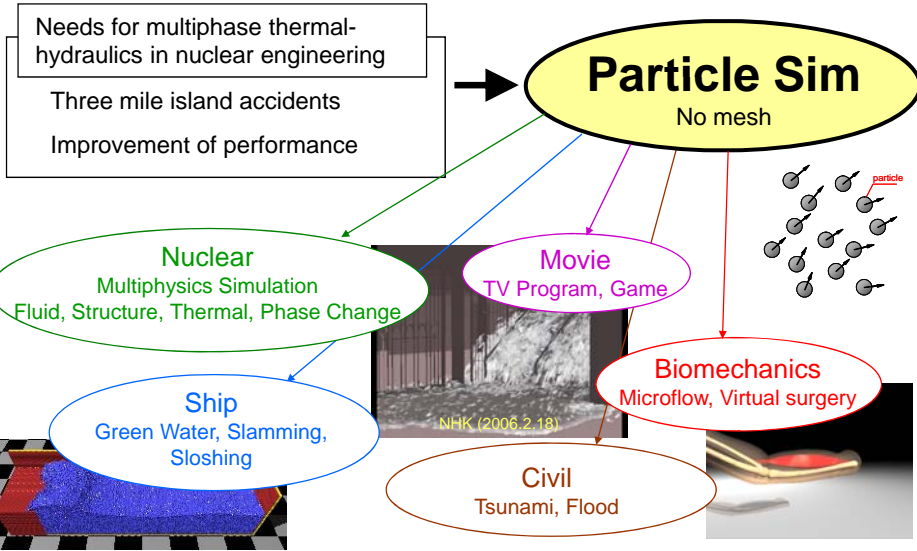 Needs for multiphase thermal-
hydraulics in nuclear engineering
Three mile island accidents
Improvement of performance
Particle Sim
No mesh
particle
Nuclear
Multiphysics Simulation
Fluid, Structure, Thermal, Phase Change
Movie
TV Program, Game
Biomechanics
Microflow, Virtual surgery
Ship
Green Water, Slamming,
Sloshing
NHK (2006.2.18)
Civil
Tsunami, Flood